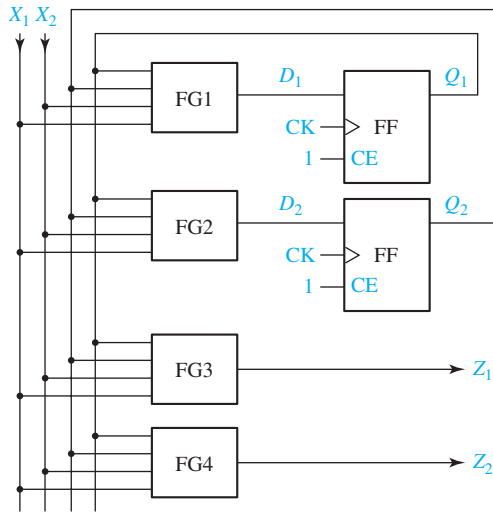 X₁ X₂
D₁ Q₁
FG1
CK FF
1 CE
D₂ Q₂
FG2
CK FF
1 CE
FG3 Z₁
FG4 Z₂